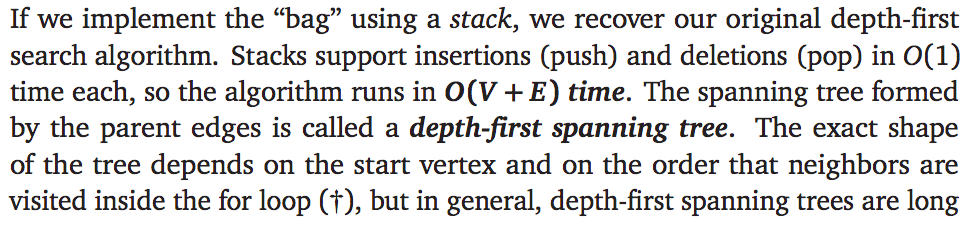 If we implement the “bag” using a stack, we recover our original depth-first
search algorithm. Stacks support insertions (push) and deletions (pop) in O(1)
time each, so the algorithm runs in O(V + E) time. The spanning tree formed
by the parent edges is called a depth-first spanning tree. The exact shape
of the tree depends on the start vertex and on the order that neighbors are
visited inside the for loop (†), but in general, depth-first spanning trees are long